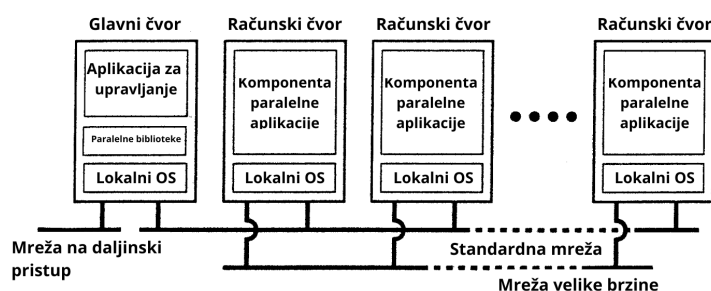 Glavni čvor
Računski čvor
Računski čvor
Računski čvor
Aplikacija za
upravljanje
Paralelne biblioteke
Lokalni OS
Komponenta
paralelne
aplikacije
Lokalni OS
Komponenta
paralelne
aplikacije
Lokalni OS
Komponenta
paralelne
aplikacije
Lokalni OS
Mreža na daljinski
pristup
Standardna mreža
Mreža velike brzine